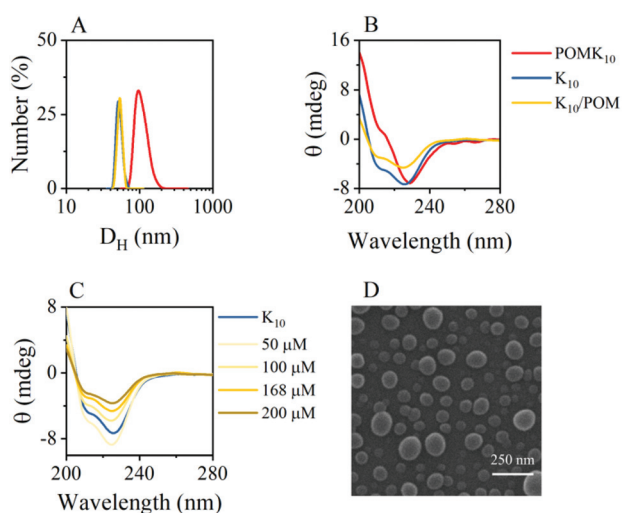 A
50
25
0
10
100
1000
Number (%)
D_H (nm)
B
16
8
0
-8
200
240
280
θ (mdeg)
Wavelength (nm)
POMK₁₀
K₁₀
K₁₀/POM
C
8
0
-8
200
220
240
260
280
θ (mdeg)
Wavelength (nm)
K₁₀
50 μM
100 μM
168 μM
200 μM
D
250 nm